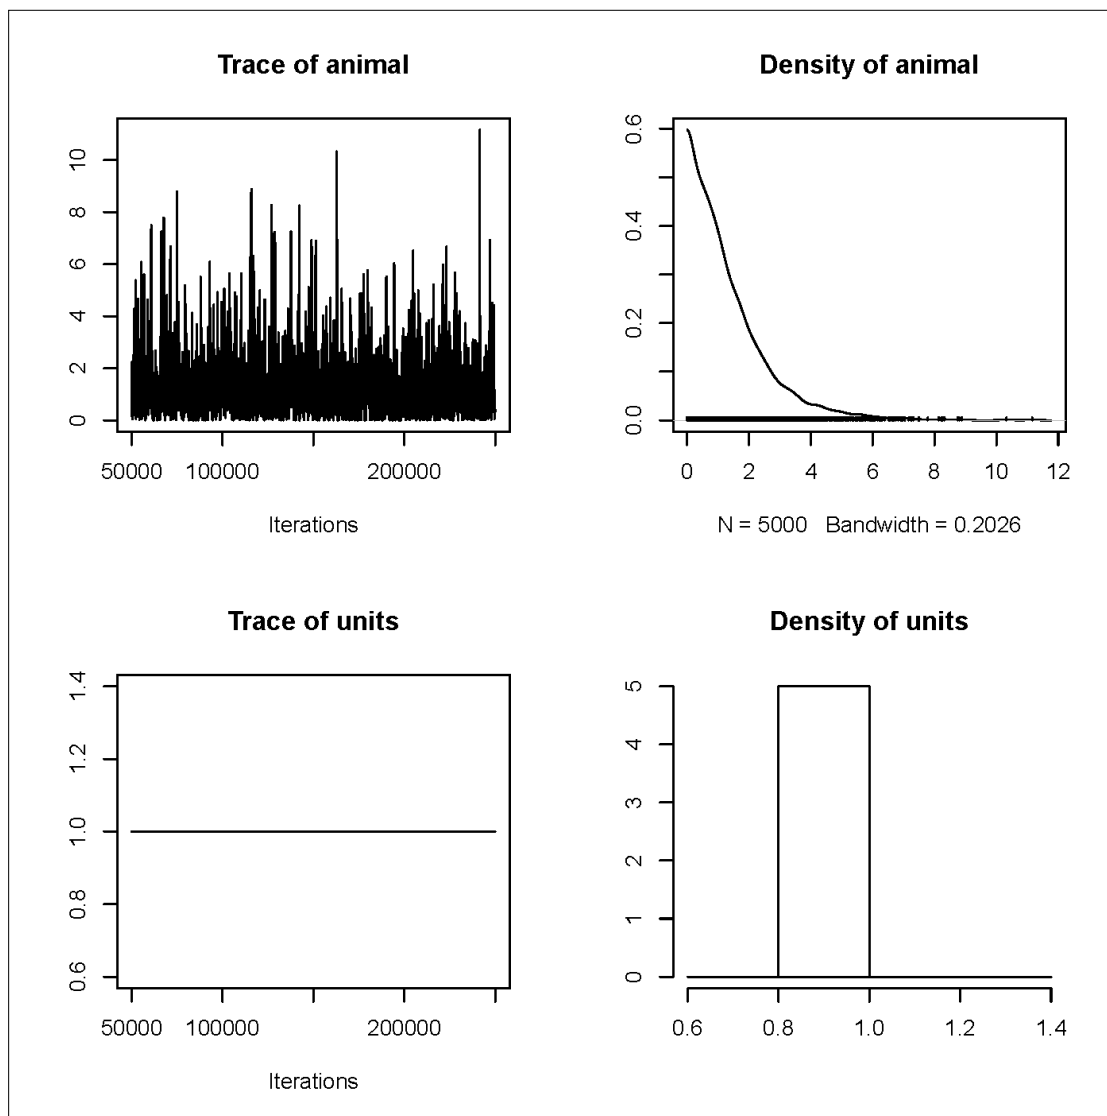 Trace of animal
10
8
6
4
2
0
50000 100000 200000
Iterations
Density of animal
0.6
0.4
0.2
0.0
0 2 4 6 8 10 12
N = 5000 Bandwidth = 0.2026
Trace of units
1.4
1.2
1.0
0.8
0.6
50000 100000 200000
Iterations
Density of units
5
4
3
2
1
0
0.6 0.8 1.0 1.2 1.4